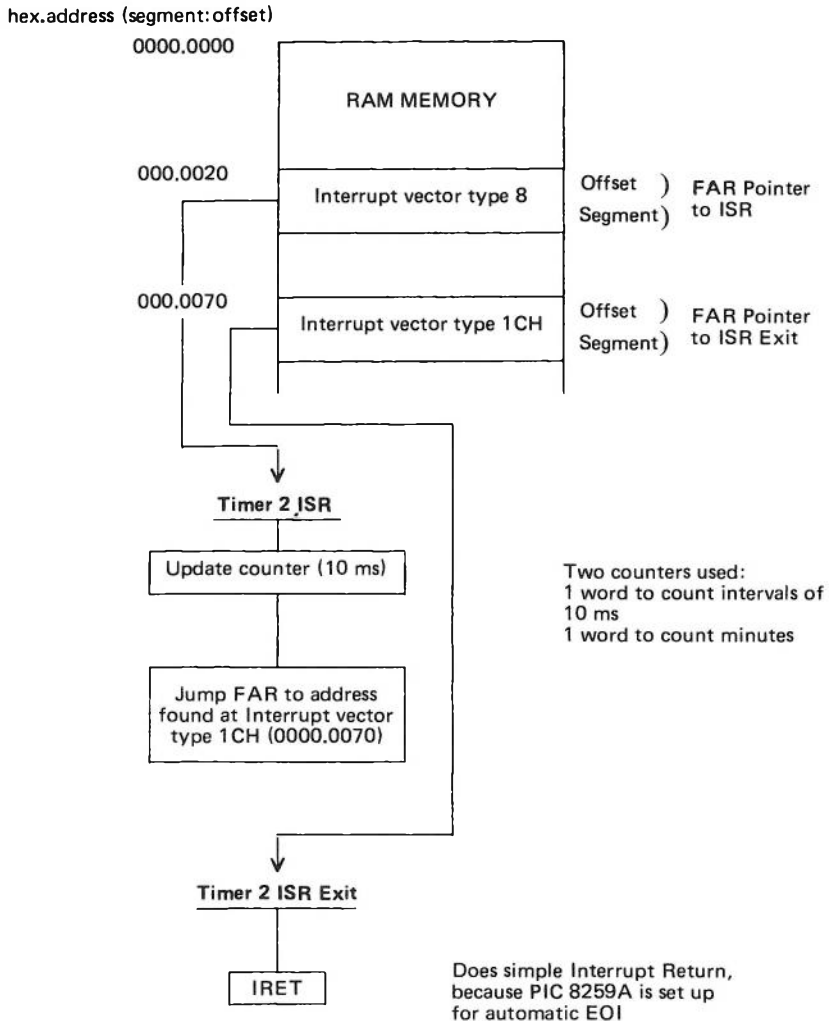 hex.address (segment:offset)
0000.0000
RAM MEMORY
000.0020
Interrupt vector type 8
Offset )
Segment)
FAR Pointer
to ISR
000.0070
Interrupt vector type 1CH
Offset )
Segment)
FAR Pointer
to ISR Exit
Timer 2 ISR
Update counter (10 ms)
Two counters used:
1 word to count intervals of
10 ms
1 word to count minutes
Jump FAR to address
found at Interrupt vector
type 1CH (0000.0070)
Timer 2 ISR Exit
IRET
Does simple Interrupt Return,
because PIC 8259A is set up
for automatic EOI